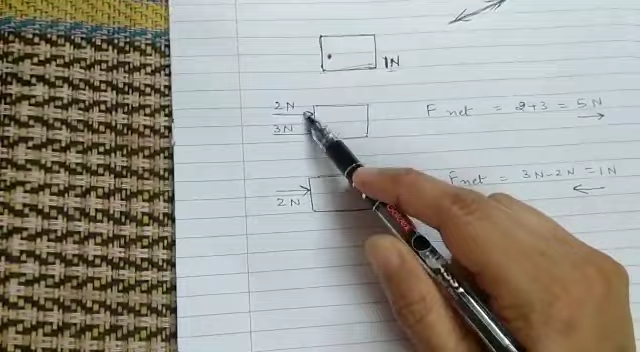 1N
2N
3N
F net = 2+3 = 5N
2N
Fnet = 3N-2N = 1N